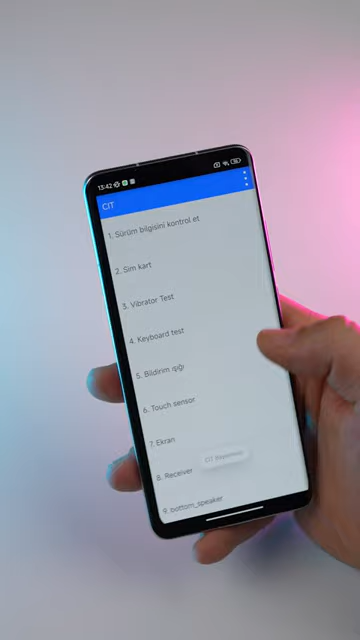 13:42
CIT
1. Sürüm bilgisini kontrol et
2. Sim kart
3. Vibrator Test
4. Keyboard test
5. Bildirim ışığı
6. Touch sensor
7. Ekran
8. Receiver
9. bottom_speaker